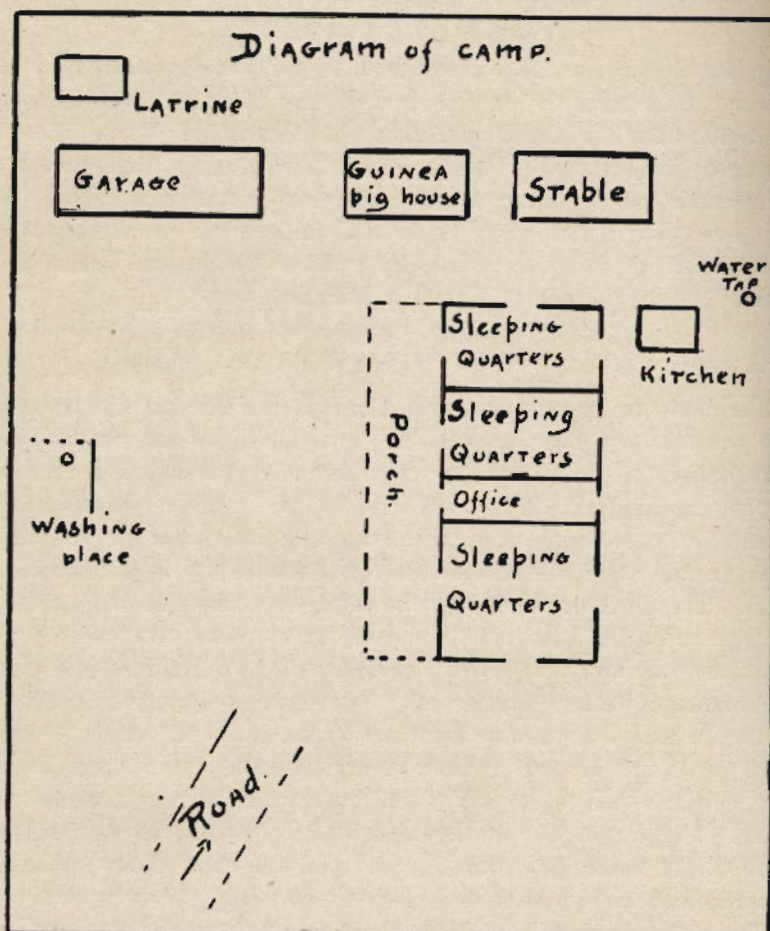 Diagram of camp.
Latrine
Garage
Guinea
pig house
Stable
Water
Tap
Sleeping
Quarters
Kitchen
Sleeping
Quarters
Porch.
Office
Washing
place
Sleeping
Quarters
Road.